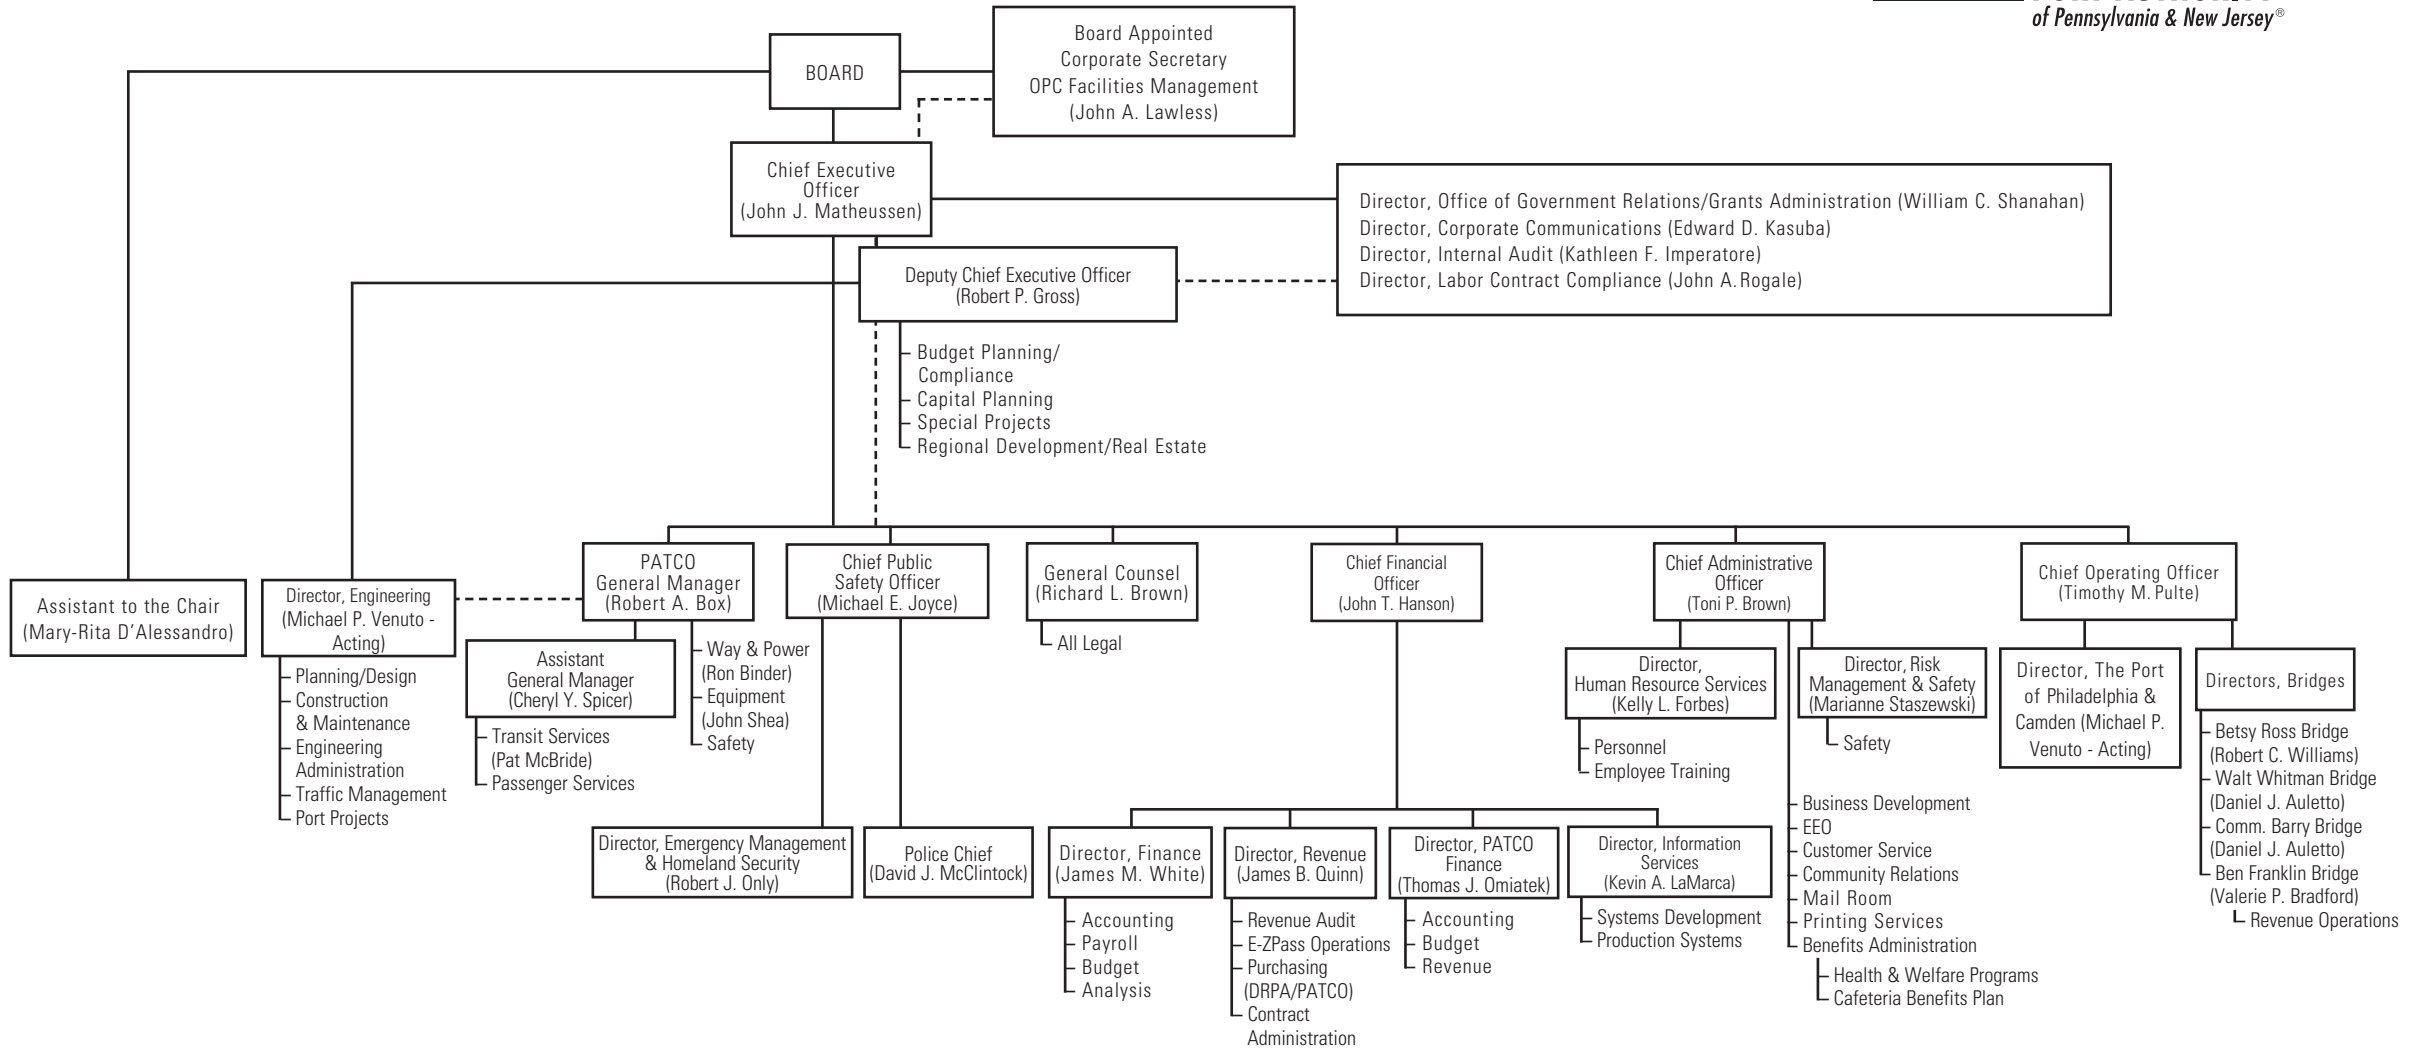 of Pennsylvania & New Jersey®
BOARD
Board Appointed
Corporate Secretary
OPC Facilities Management
(John A. Lawless)
Chief Executive
Officer
(John J. Matheussen)
Director, Office of Government Relations/Grants Administration (William C. Shanahan)
Director, Corporate Communications (Edward D. Kasuba)
Director, Internal Audit (Kathleen F. Imperatore)
Director, Labor Contract Compliance (John A. Rogale)
Deputy Chief Executive Officer
(Robert P. Gross)
Budget Planning/
Compliance
Capital Planning
Special Projects
Regional Development/Real Estate
Assistant to the Chair
(Mary-Rita D'Alessandro)
Director, Engineering
(Michael P. Venuto -
Acting)
Planning/Design
Construction
& Maintenance
Engineering
Administration
Traffic Management
Port Projects
PATCO
General Manager
(Robert A. Box)
Assistant
General Manager
(Cheryl Y. Spicer)
Transit Services
(Pat McBride)
Passenger Services
Way & Power
(Ron Binder)
Equipment
(John Shea)
Safety
Chief Public
Safety Officer
(Michael E. Joyce)
Director, Emergency Management
& Homeland Security
(Robert J. Only)
Police Chief
(David J. McClintock)
General Counsel
(Richard L. Brown)
All Legal
Chief Financial
Officer
(John T. Hanson)
Director, Finance
(James M. White)
Accounting
Payroll
Budget
Analysis
Director, Revenue
(James B. Quinn)
Revenue Audit
E-ZPass Operations
Purchasing
(DRPA/PATCO)
Contract
Administration
Director, PATCO
Finance
(Thomas J. Omiatek)
Accounting
Budget
Revenue
Director, Information
Services
(Kevin A. LaMarca)
Systems Development
Production Systems
Chief Administrative
Officer
(Toni P. Brown)
Director,
Human Resource Services
(Kelly L. Forbes)
Personnel
Employee Training
Director, Risk
Management & Safety
(Marianne Staszewski)
Safety
Business Development
EEO
Customer Service
Community Relations
Mail Room
Printing Services
Benefits Administration
Health & Welfare Programs
Cafeteria Benefits Plan
Chief Operating Officer
(Timothy M. Pulte)
Director, The Port
of Philadelphia &
Camden (Michael P.
Venuto - Acting)
Directors, Bridges
Betsy Ross Bridge
(Robert C. Williams)
Walt Whitman Bridge
(Daniel J. Auletto)
Comm. Barry Bridge
(Daniel J. Auletto)
Ben Franklin Bridge
(Valerie P. Bradford)
Revenue Operations